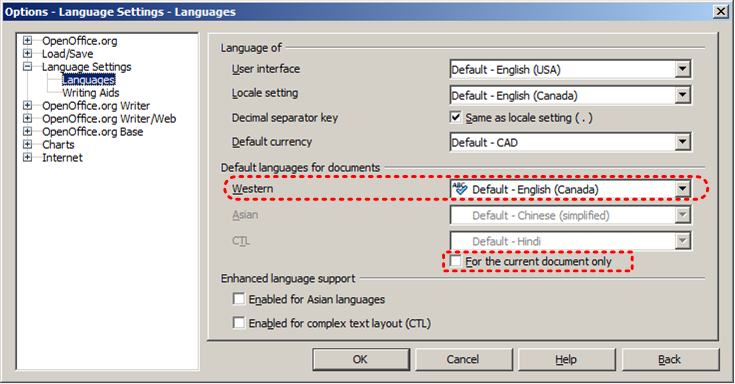 Options - Language Settings - Languages
OpenOffice.org
Load/Save
Language Settings
Languages
Writing Aids
OpenOffice.org Writer
OpenOffice.org Writer/Web
OpenOffice.org Base
Charts
Internet
Language of
User interface Default - English (USA)
Locale setting Default - English (Canada)
Decimal separator key Same as locale setting ( . )
Default currency Default - CAD
Default languages for documents
Western ABC Default - English (Canada)
Asian Default - Chinese (simplified)
CTL Default - Hindi
For the current document only
Enhanced language support
Enabled for Asian languages
Enabled for complex text layout (CTL)
OK Cancel Help Back